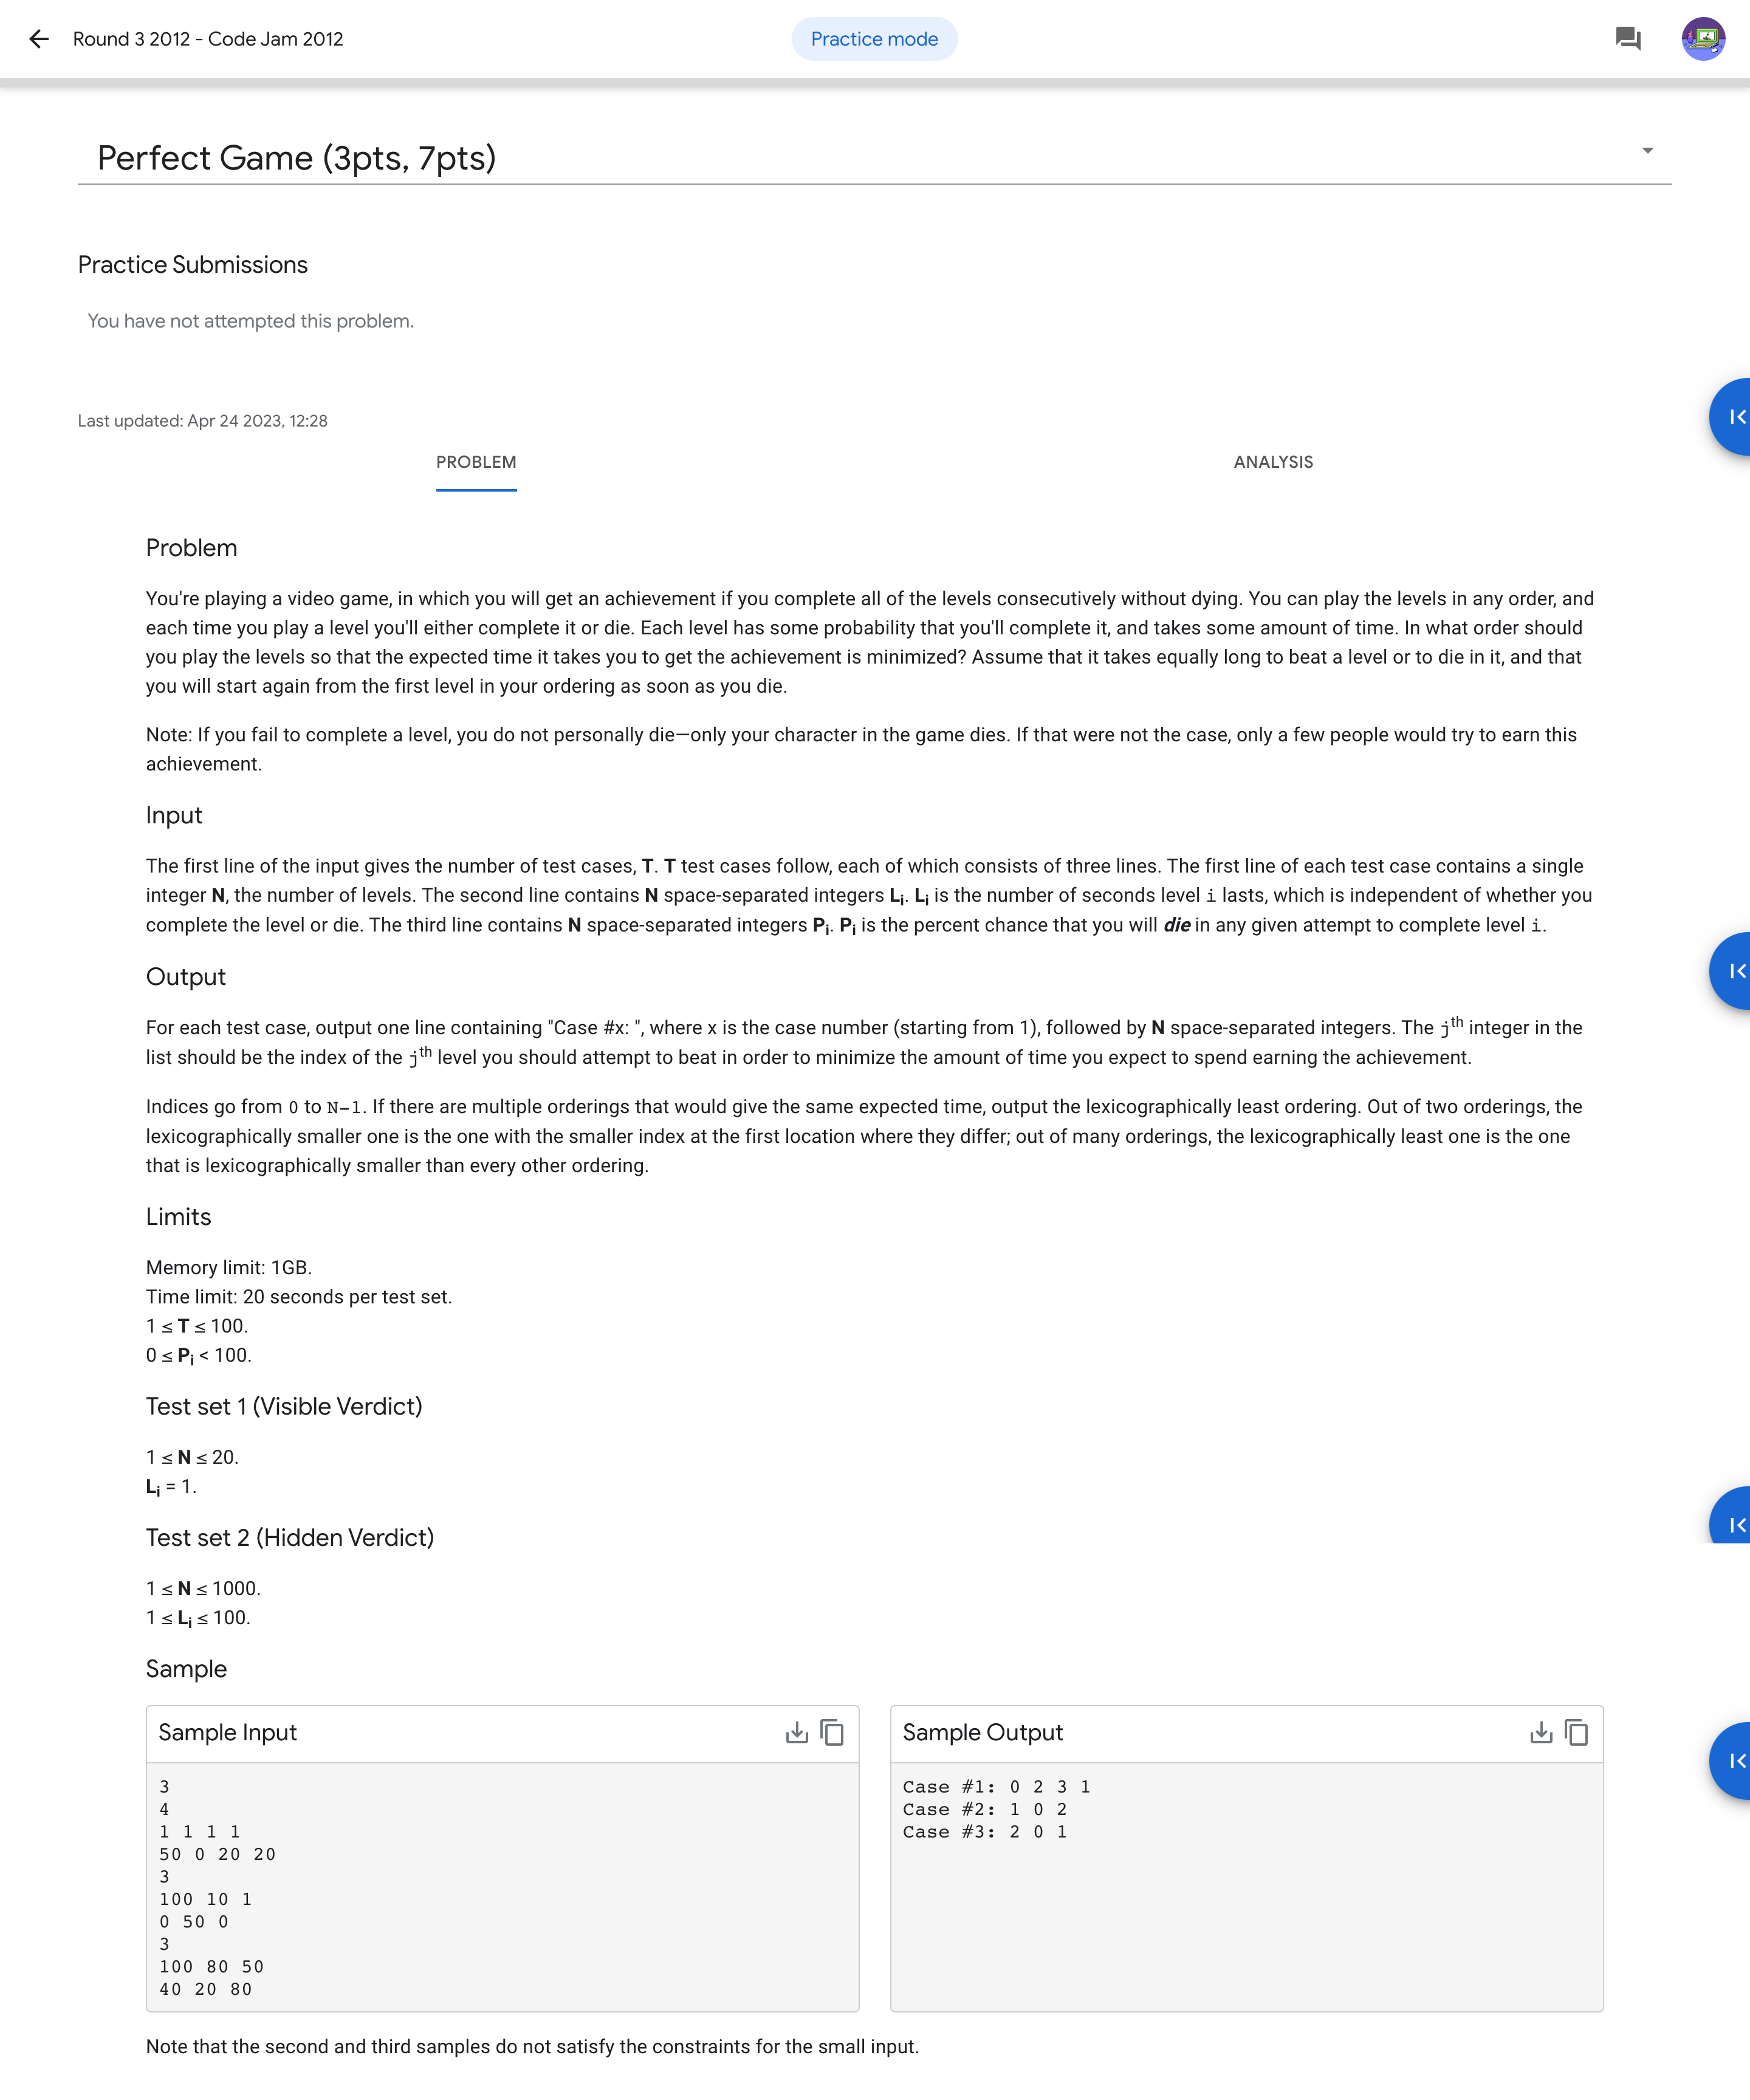 Round 3 2012 - Code Jam 2012
Practice mode
Perfect Game (3pts, 7pts)
Practice Submissions
You have not attempted this problem.
Last updated: Apr 24 2023, 12:28
PROBLEM
ANALYSIS
Problem
You're playing a video game, in which you will get an achievement if you complete all of the levels consecutively without dying. You can play the levels in any order, and
each time you play a level you'll either complete it or die. Each level has some probability that you'll complete it, and takes some amount of time. In what order should
you play the levels so that the expected time it takes you to get the achievement is minimized? Assume that it takes equally long to beat a level or to die in it, and that
you will start again from the first level in your ordering as soon as you die.
Note: If you fail to complete a level, you do not personally die—only your character in the game dies. If that were not the case, only a few people would try to earn this
achievement.
Input
The first line of the input gives the number of test cases, T. T test cases follow, each of which consists of three lines. The first line of each test case contains a single
integer N, the number of levels. The second line contains N space-separated integers Li. Li is the number of seconds level i lasts, which is independent of whether you
complete the level or die. The third line contains N space-separated integers Pi. Pi is the percent chance that you will die in any given attempt to complete level i.
Output
For each test case, output one line containing "Case #x: ", where x is the case number (starting from 1), followed by N space-separated integers. The jth integer in the
list should be the index of the jth level you should attempt to beat in order to minimize the amount of time you expect to spend earning the achievement.
Indices go from 0 to N-1. If there are multiple orderings that would give the same expected time, output the lexicographically least ordering. Out of two orderings, the
lexicographically smaller one is the one with the smaller index at the first location where they differ; out of many orderings, the lexicographically least one is the one
that is lexicographically smaller than every other ordering.
Limits
Memory limit: 1GB.
Time limit: 20 seconds per test set.
1 ≤ T ≤ 100.
0 ≤ Pi < 100.
Test set 1 (Visible Verdict)
1 ≤ N ≤ 20.
Li = 1.
Test set 2 (Hidden Verdict)
1 ≤ N ≤ 1000.
1 ≤ Li ≤ 100.
Sample
Sample Input
3
4
1 1 1 1
50 0 20 20
3
100 10 1
0 50 0
3
100 80 50
40 20 80
Sample Output
Case #1: 0 2 3 1
Case #2: 1 0 2
Case #3: 2 0 1
Note that the second and third samples do not satisfy the constraints for the small input.